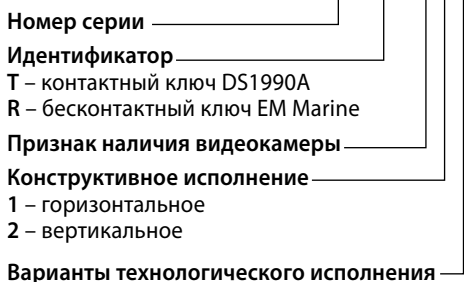 Номер серии
Идентификатор
T – контактный ключ DS1990A
R – бесконтактный ключ EM Marine
Признак наличия видеокамеры
Конструктивное исполнение
1 – горизонтальное
2 – вертикальное
Варианты технологического исполнения